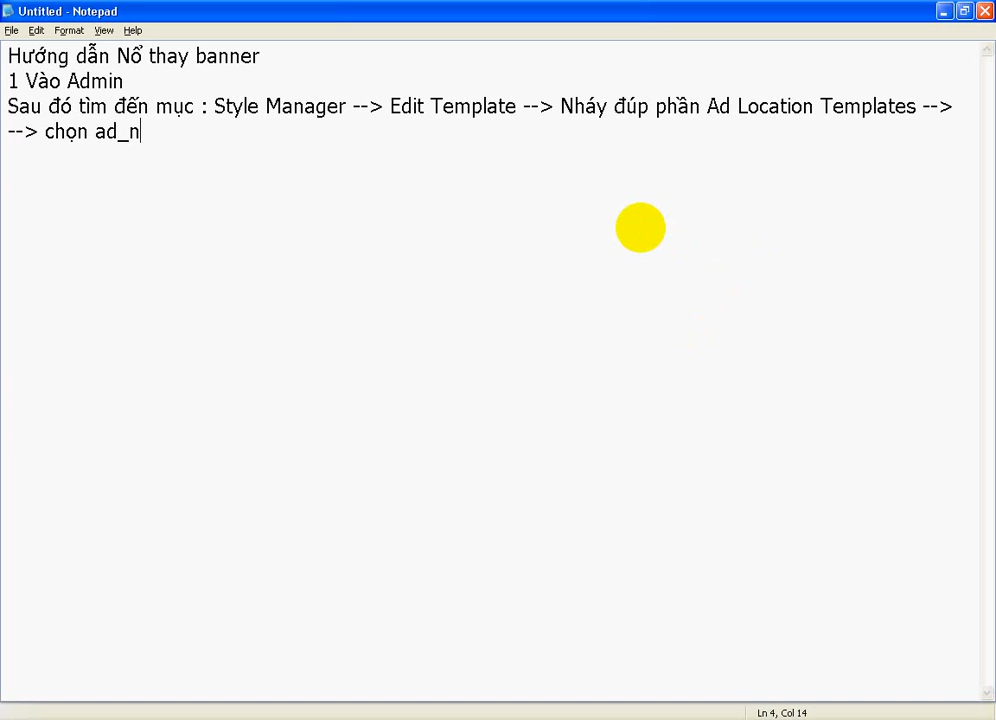 Untitled - Notepad
File Edit Format View Help
Hướng dẫn Nổ thay banner
1 Vào Admin
Sau đó tìm đến mục : Style Manager --> Edit Template --> Nháy đúp phần Ad Location Templates -->
--> chọn ad_n
Ln 4, Col 14